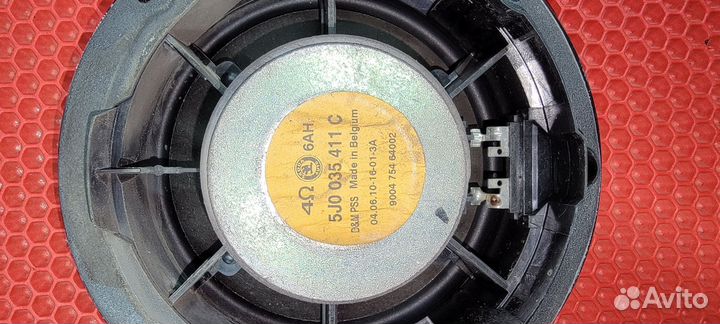 4Ω 6AH.
5J0 035 411 C
D&M PSS Made in Belgium
04.06.10-16-01-3A
9004 754 64002
Avito